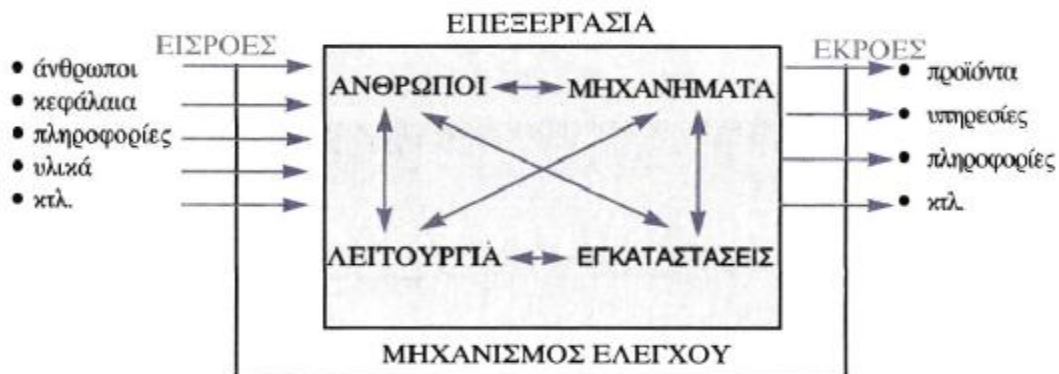 ΕΠΕΞΕΡΓΑΣΙΑ
ΕΙΣΡΟΕΣ
• άνθρωποι
• κεφάλαια
• πληροφορίες
• υλικά
• κτλ.
ΑΝΘΡΩΠΟΙ ΜΗΧΑΝΗΜΑΤΑ
ΛΕΙΤΟΥΡΓΙΑ ΕΓΚΑΤΑΣΤΑΣΕΙΣ
ΕΚΡΟΕΣ
• προϊόντα
• υπηρεσίες
• πληροφορίες
• κτλ.
ΜΗΧΑΝΙΣΜΟΣ ΕΛΕΓΧΟΥ